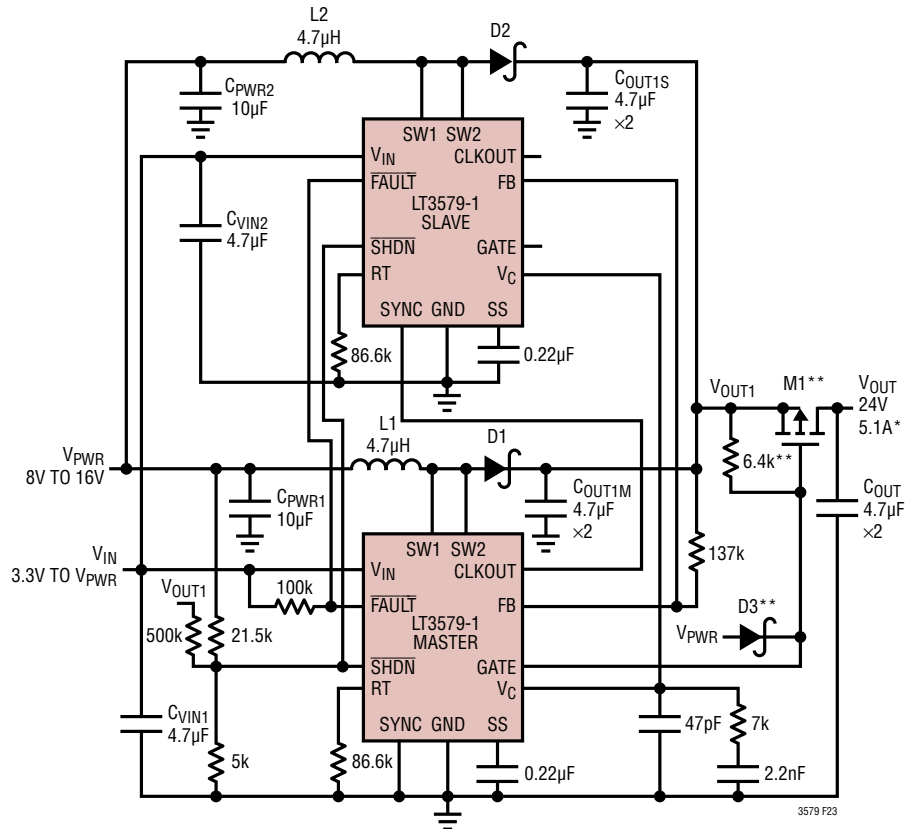 L2
4.7µH
D2
CPWR2
10µF
COUT1S
4.7µF
×2
SW1 SW2
VIN
CLKOUT
FAULT
FB
LT3579-1
SLAVE
CVIN2
4.7µF
SHDN
GATE
RT
VC
SYNC GND SS
86.6k
0.22µF
VOUT1
M1**
VOUT
24V
5.1A*
L1
4.7µH
D1
6.4k**
VPWR
8V TO 16V
CPWR1
10µF
COUT1M
4.7µF
×2
COUT
4.7µF
×2
SW1 SW2
137k
VIN
3.3V TO VPWR
VIN
CLKOUT
100k
VOUT1
FAULT
FB
D3**
500k
21.5k
LT3579-1
MASTER
VPWR
SHDN
GATE
RT
VC
CVIN1
4.7µF
SYNC GND SS
47pF
7k
5k
86.6k
0.22µF
2.2nF
3579 F23